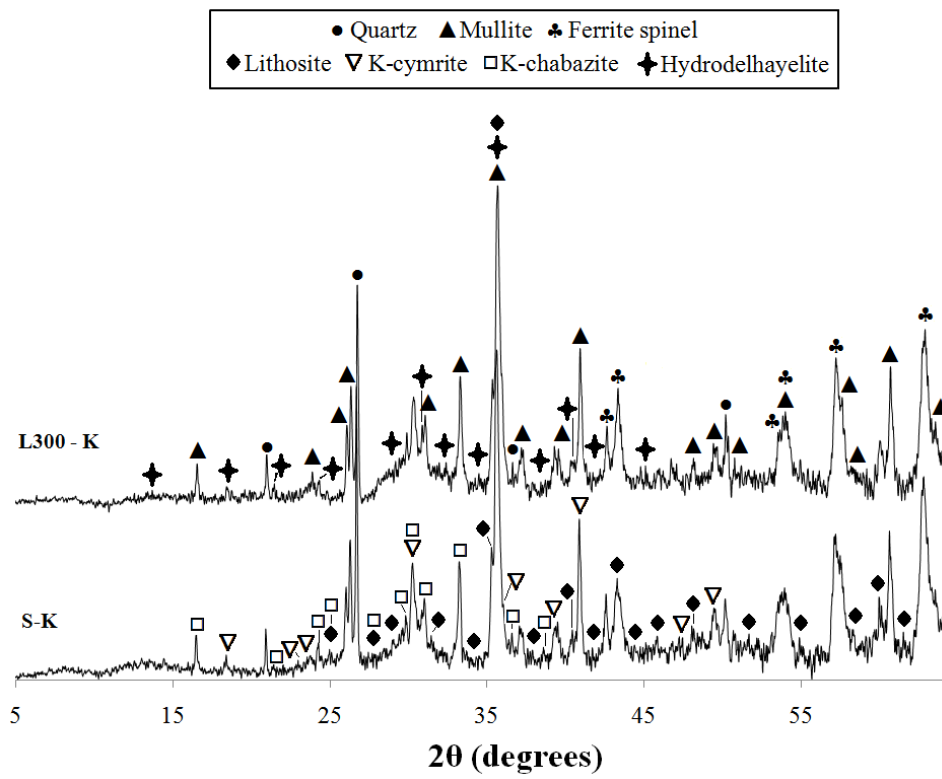 Quartz Mullite Ferrite spinel
Lithosite K-cymrite K-chabazite Hydrodelhayelite
L300 - K
S-K
5 15 25 35 45 55
2θ (degrees)